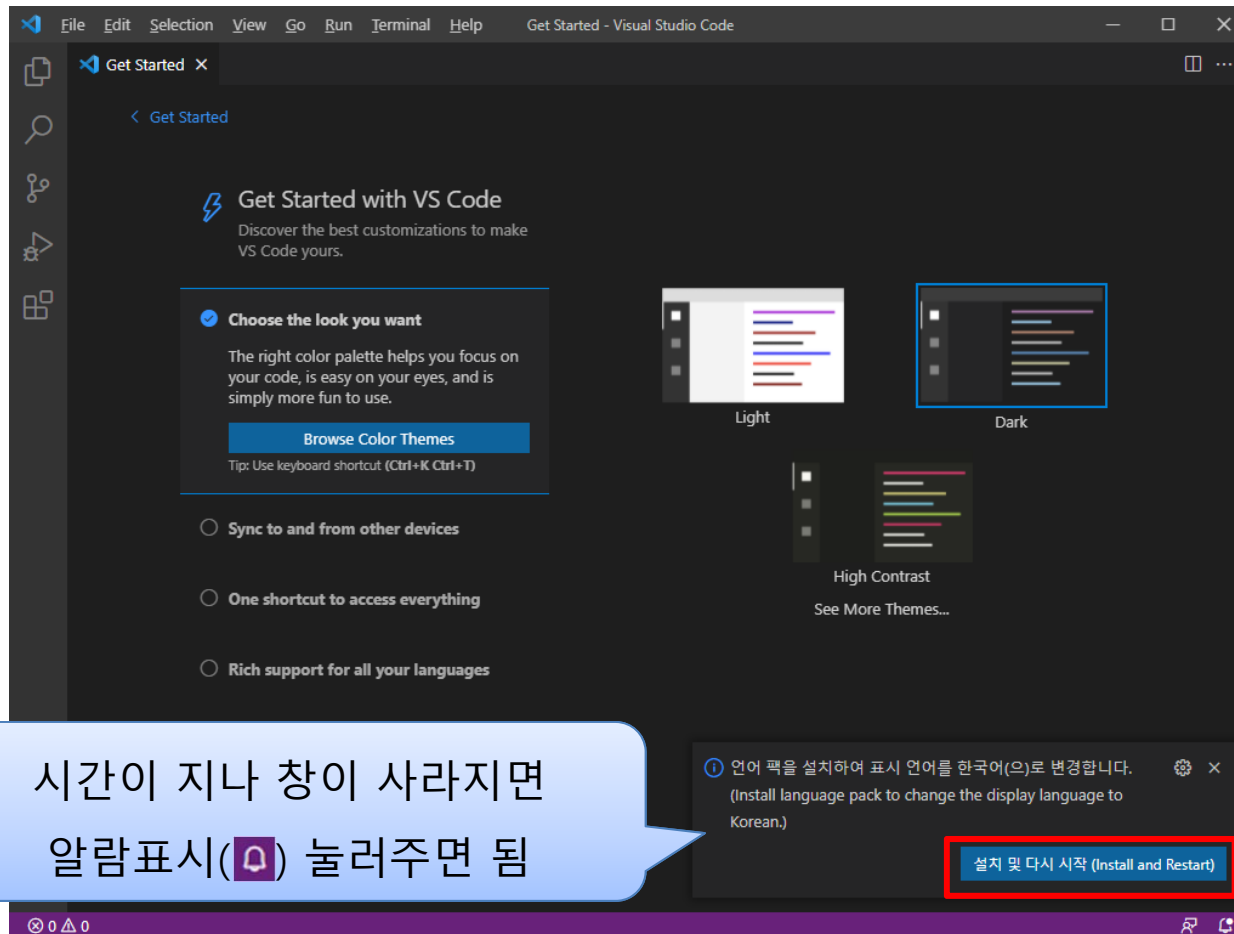 File Edit Selection View Go Run Terminal Help Get Started - Visual Studio Code
Get Started
Get Started
Get Started with VS Code
Discover the best customizations to make
VS Code yours.
Choose the look you want
The right color palette helps you focus on
your code, is easy on your eyes, and is
simply more fun to use.
Browse Color Themes
Tip: Use keyboard shortcut (Ctrl+K Ctrl+T)
Sync to and from other devices
One shortcut to access everything
Rich support for all your languages
Light
Dark
High Contrast
See More Themes...
시간이 지나 창이 사라지면
알람표시( ) 눌러주면 됨
언어 팩을 설치하여 표시 언어를 한국어(으)로 변경합니다.
(Install language pack to change the display language to
Korean.)
설치 및 다시 시작 (Install and Restart)
0 0